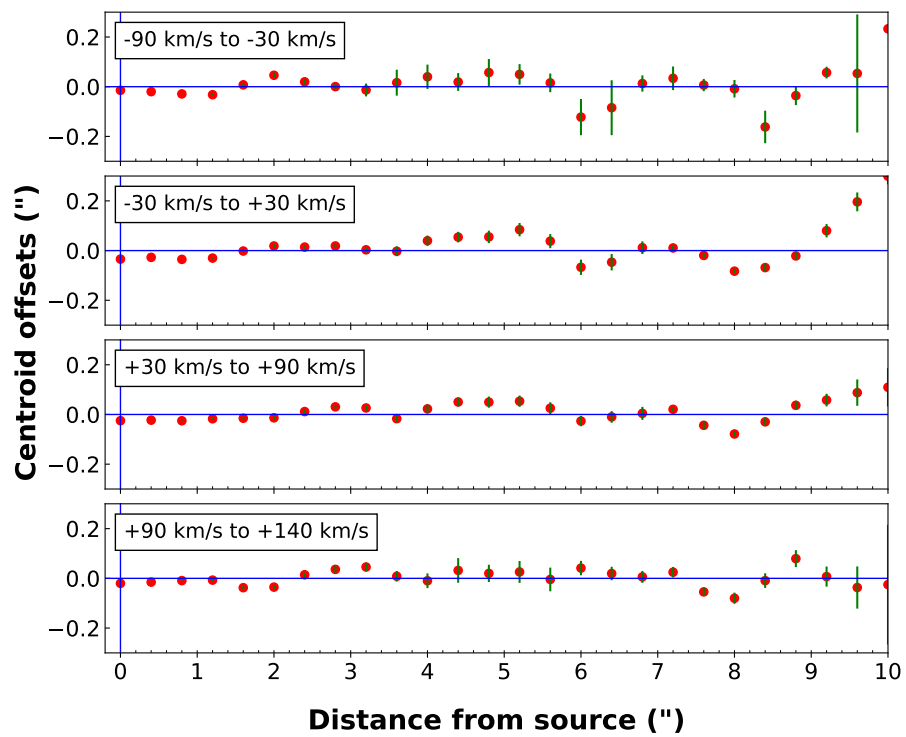 -90 km/s to -30 km/s
0.2
0.0
−0.2
-30 km/s to +30 km/s
0.2
0.0
−0.2
+30 km/s to +90 km/s
0.2
0.0
−0.2
+90 km/s to +140 km/s
0.2
0.0
−0.2
0 1 2 3 4 5 6 7 8 9 10
Centroid offsets (")
Distance from source (")